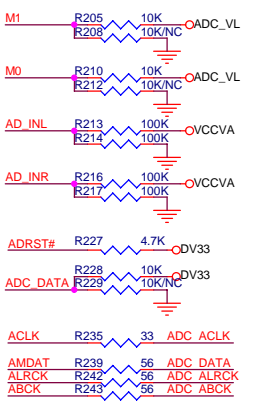 M1 R205 10K ADC_VL
R208 10K/NC
M0 R210 10K ADC_VL
R212 10K/NC
AD_INL R213 100K VCCVA
R214 100K
AD_INR R216 100K VCCVA
R217 100K
ADRST# R227 4.7K DV33
R228 10K DV33
ADC_DATA R229 10K/NC
ACLK R235 33 ADC_ACLK
AMDAT R239 56 ADC_DATA
ALRCK R242 56 ADC_ALRCK
ABCK R243 56 ADC_ABCK